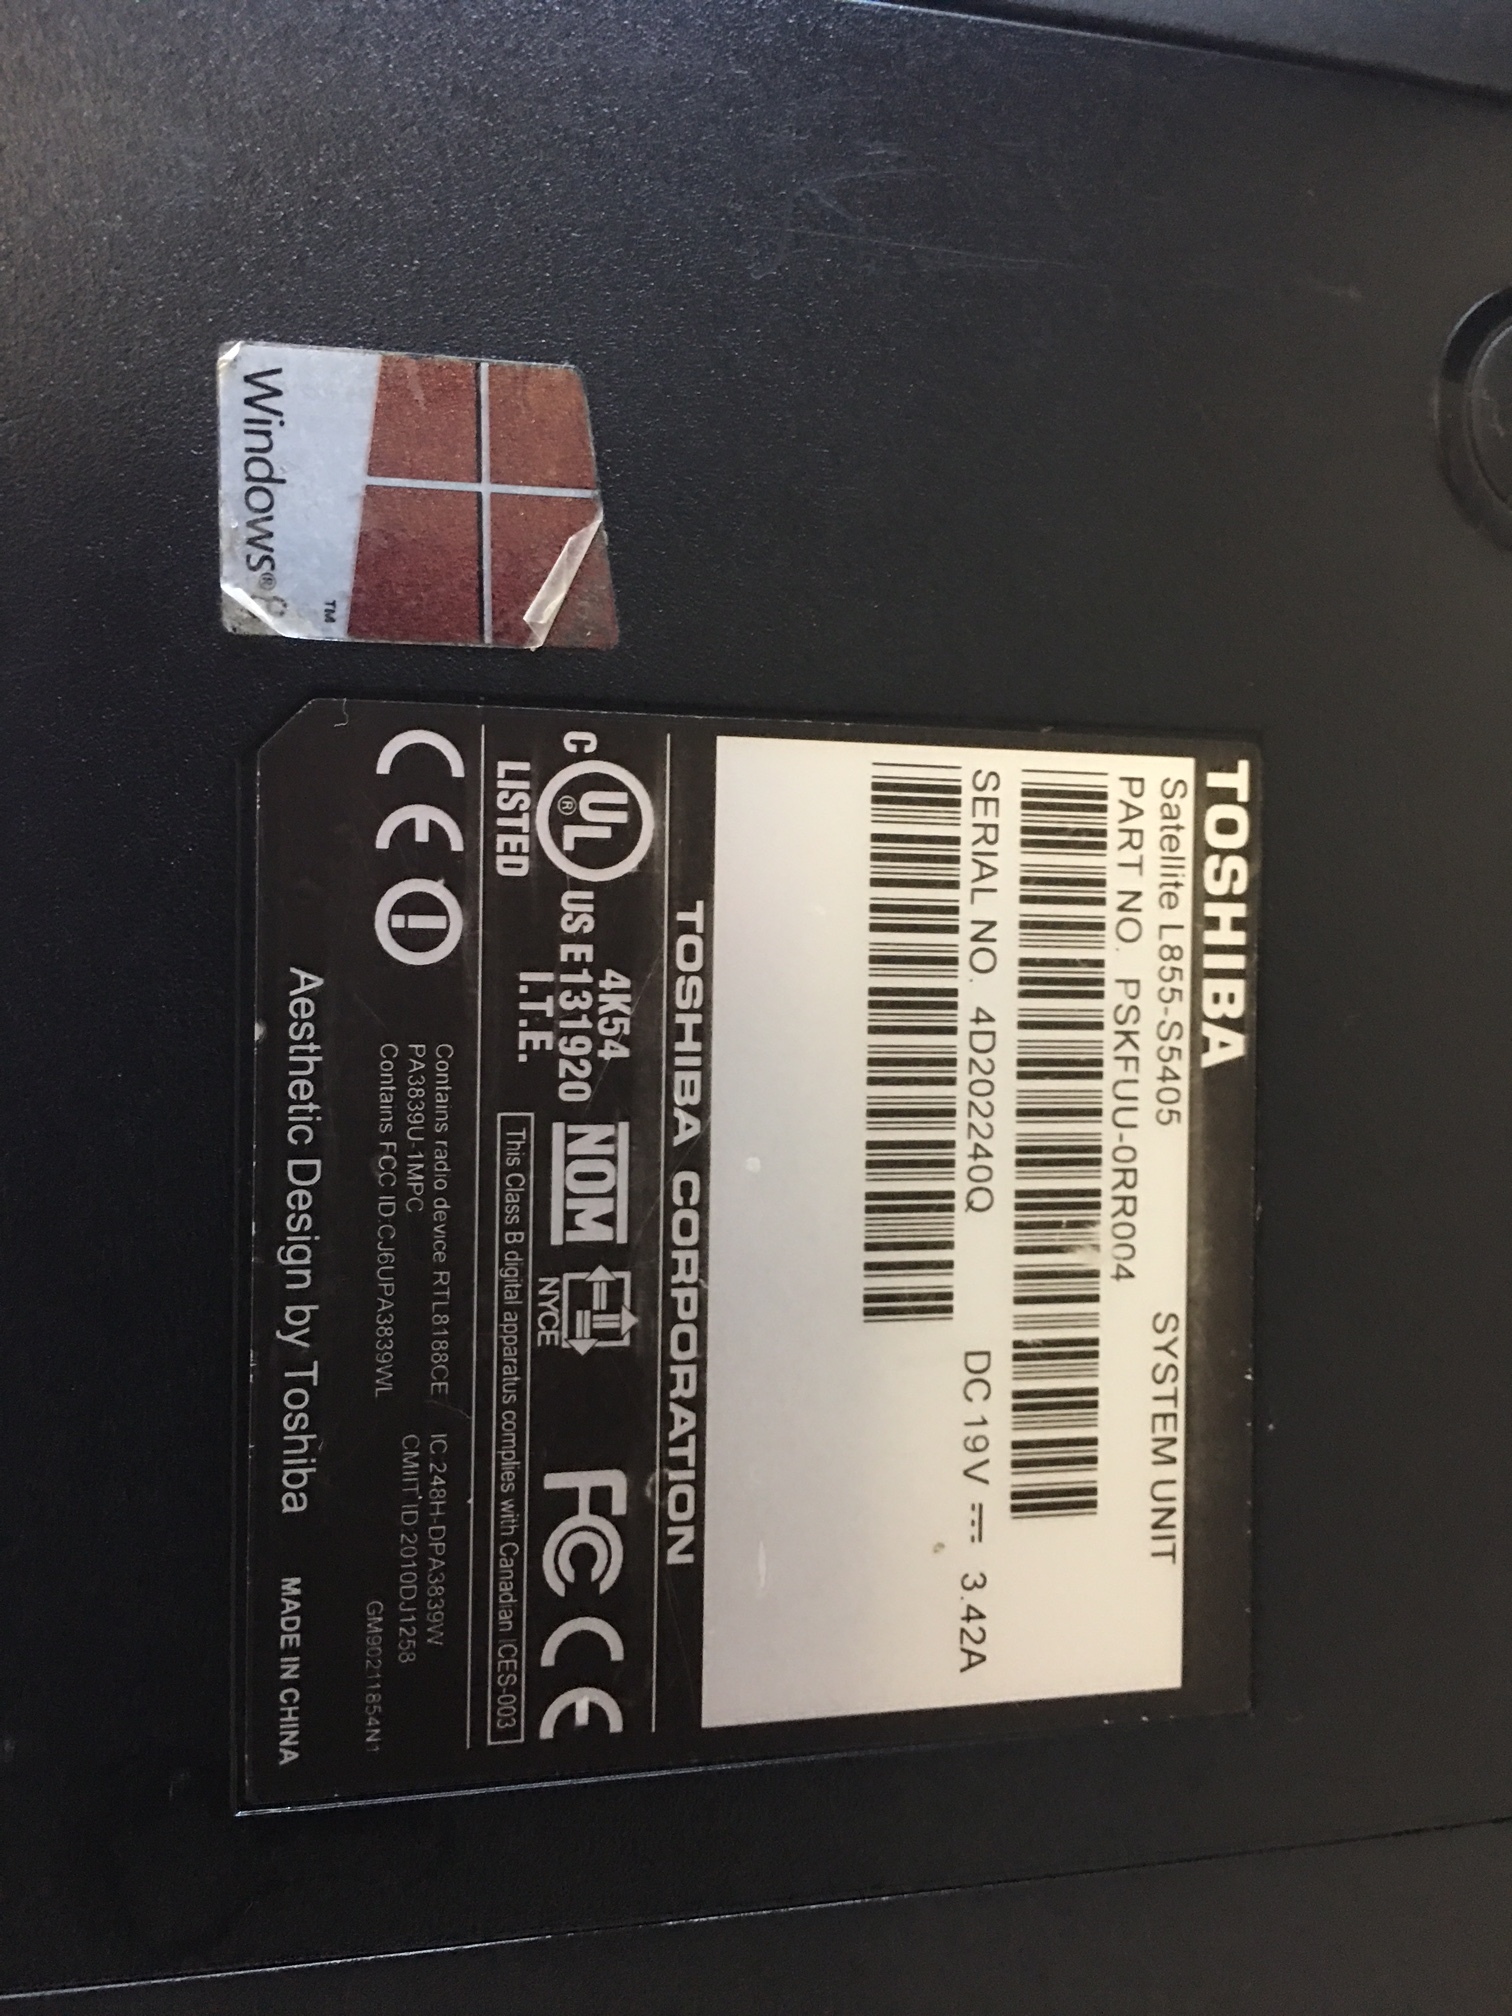 TOSHIBA
Satellite L855-S5405 SYSTEM UNIT
PART NO. PSKFUU-0RR004
SERIAL NO. 4D202240Q DC 19V 3.42A
TOSHIBA CORPORATION
C UL ® US LISTED
4K54
E131920
I.T.E.
NOM
NYCE
FC CE
This Class B digital apparatus complies with Canadian ICES-003
CE
Contains radio device RTL8188CE IC:248H-DPA3839W
PA3839U-1MPC CMIIT ID:2010DJ1258
Contains FCC ID:CJ6UPA3839WL GM90211854N1
Aesthetic Design by Toshiba MADE IN CHINA
TM
Windows®